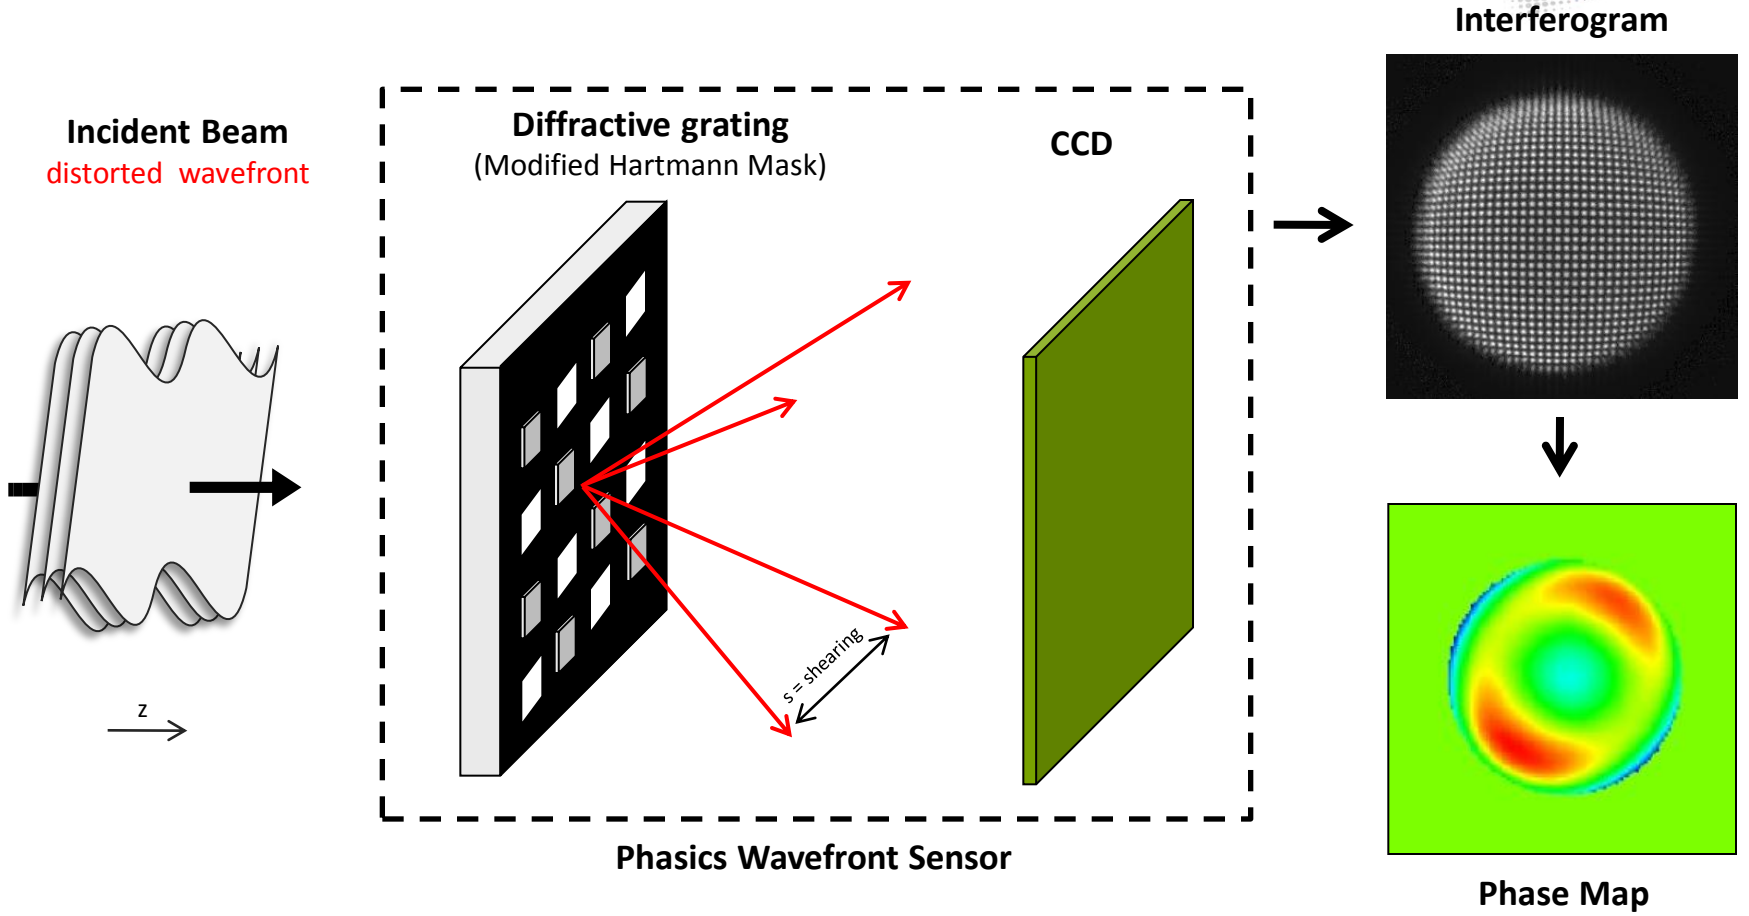 Interferogram
Incident Beam
distorted wavefront
Diffractive grating
(Modified Hartmann Mask)
CCD
s = shearing
z
Phasics Wavefront Sensor
Phase Map